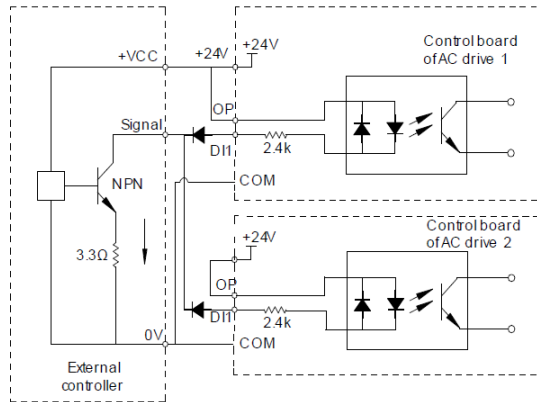 +VCC
+24V
+24V
Control board
of AC drive 1
OP
Signal
DI1
2.4k
NPN
COM
3.3Ω
Control board
of AC drive 2
+24V
OP
DI1
2.4k
0V
COM
External
controller